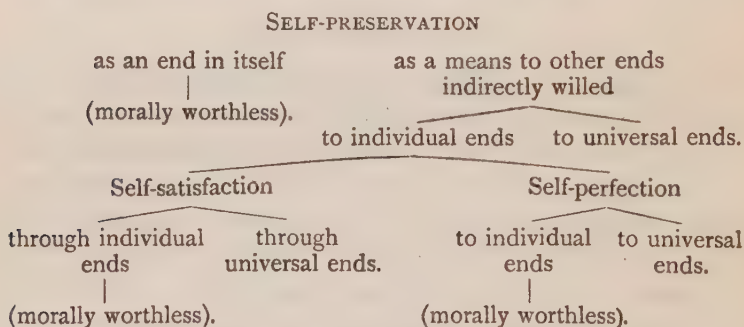 SELF-PRESERVATION
as an end in itself as a means to other ends
indirectly willed
(morally worthless).
to individual ends to universal ends.
Self-satisfaction Self-perfection
through individual through to individual to universal
ends universal ends. ends ends.
(morally worthless). (morally worthless).